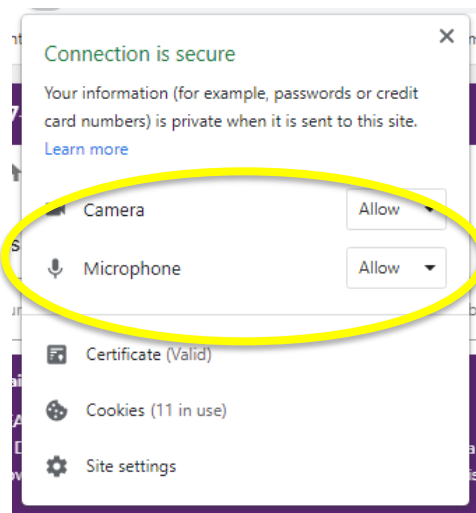 Connection is secure
Your information (for example, passwords or credit
card numbers) is private when it is sent to this site.
Learn more
Camera Allow
Microphone Allow
Certificate (Valid)
Cookies (11 in use)
Site settings